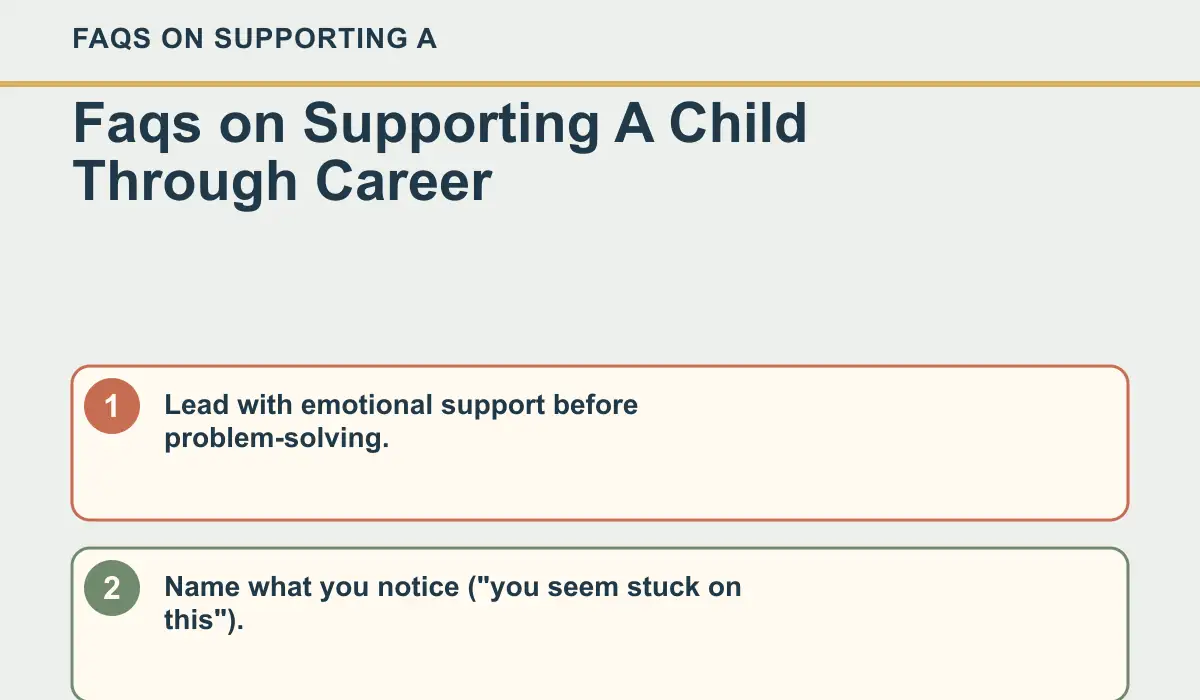 FAQS ON SUPPORTING A
Faqs on Supporting A Child
Through Career
1
Lead with emotional support before
problem-solving.
2
Name what you notice ("you seem stuck on
this").